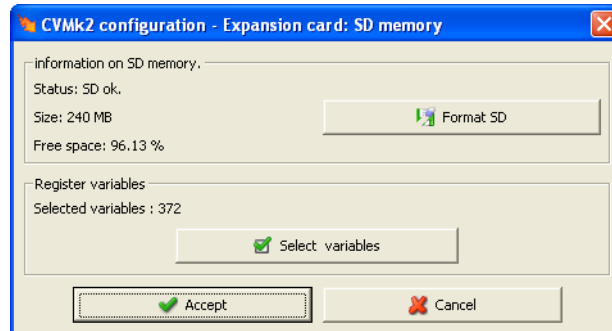 CVMk2 configuration - Expansion card: SD memory
information on SD memory.
Status: SD ok.
Size: 240 MB
Format SD
Free space: 96.13 %
Register variables
Selected variables : 372
Select variables
Accept
Cancel